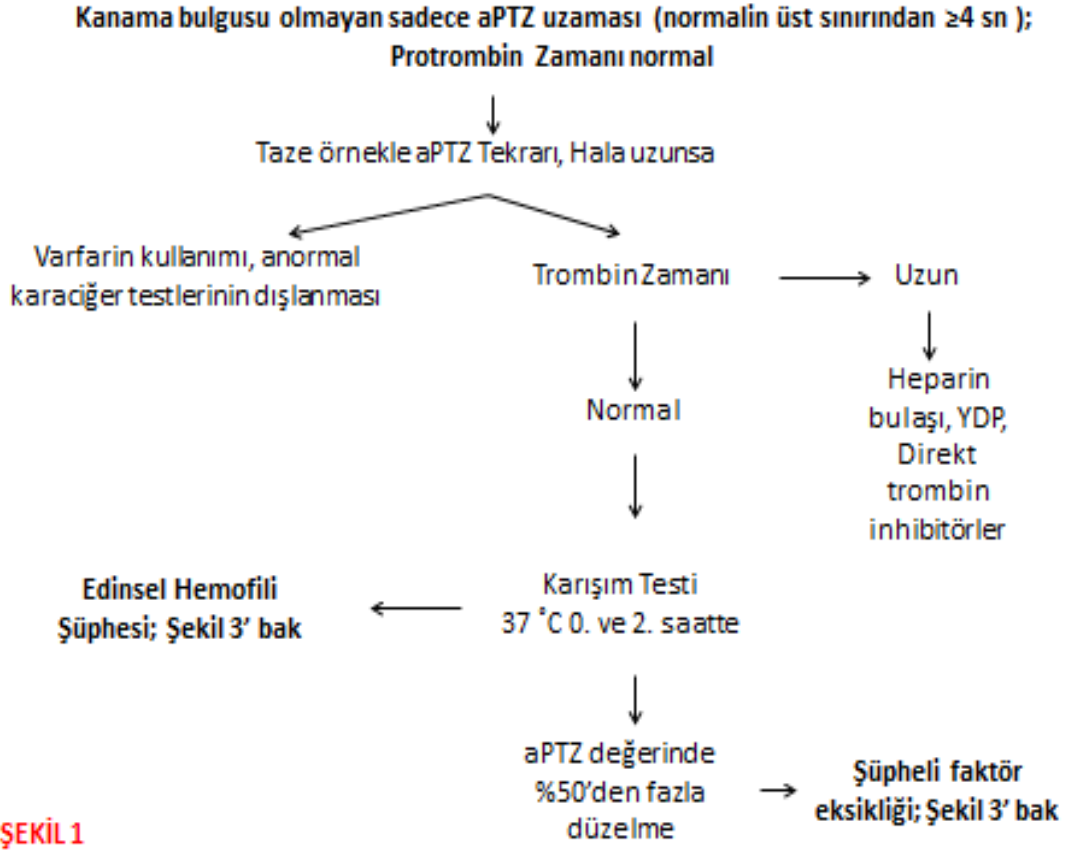 Kanama bulgusu olmayan sadece aPTZ uzaması (normalin üst sınırından ≥4 sn );
Protrombin Zamanı normal
Taze örnekle aPTZ Tekrarı, Hala uzunsa
Varfarin kullanımı, anormal
karaciğer testlerinin dışlanması
Trombin Zamanı
Uzun
Normal
Heparin
bulaşı, YDP,
Direkt
trombin
inhibitörler
Edinsel Hemofili
Şüphesi; Şekil 3' bak
Karışım Testi
37 ˚C 0. ve 2. saatte
aPTZ değerinde
%50'den fazla
düzelme
Şüpheli faktör
eksikliği; Şekil 3' bak
ŞEKİL 1